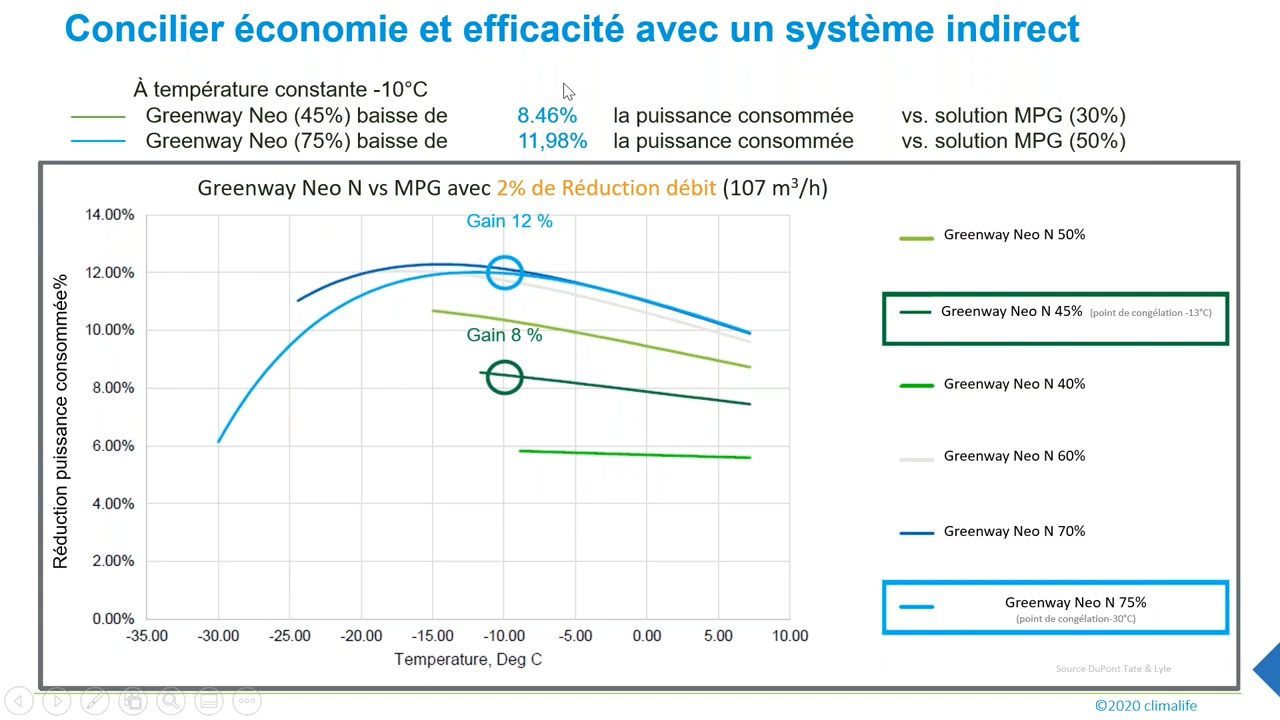 Concilier économie et efficacité avec un système indirect
À température constante -10°C
Greenway Neo (45%) baisse de 8.46% la puissance consommée vs. solution MPG (30%)
Greenway Neo (75%) baisse de 11,98% la puissance consommée vs. solution MPG (50%)
Greenway Neo N vs MPG avec 2% de Réduction débit (107 m³/h)
Réduction puissance consommée%
14.00%
12.00%
10.00%
8.00%
6.00%
4.00%
2.00%
0.00%
Gain 12 %
Gain 8 %
-35.00 -30.00 -25.00 -20.00 -15.00 -10.00 -5.00 0.00 5.00 10.00
Temperature, Deg C
Greenway Neo N 50%
Greenway Neo N 45% (point de congélation -13°C)
Greenway Neo N 40%
Greenway Neo N 60%
Greenway Neo N 70%
Greenway Neo N 75%
(point de congélation-30°C)
Source DuPont Tate & Lyle
©2020 climalife